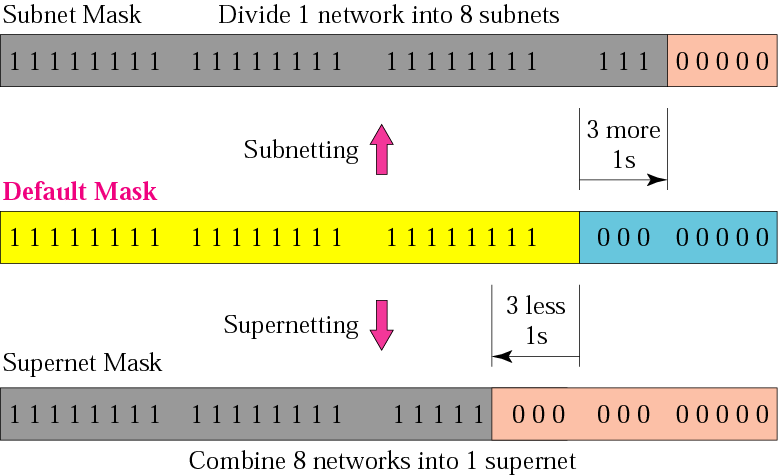 Subnet Mask Divide 1 network into 8 subnets
1 1 1 1 1 1 1 1 1 1 1 1 1 1 1 1 1 1 1 1 1 1 1 1 1 1 1 0 0 0 0 0
Subnetting
3 more
1s
Default Mask
1 1 1 1 1 1 1 1 1 1 1 1 1 1 1 1 1 1 1 1 1 1 1 1 0 0 0 0 0 0 0 0
Supernetting
3 less
1s
Supernet Mask
1 1 1 1 1 1 1 1 1 1 1 1 1 1 1 1 1 1 1 1 1 0 0 0 0 0 0 0 0 0 0 0
Combine 8 networks into 1 supernet